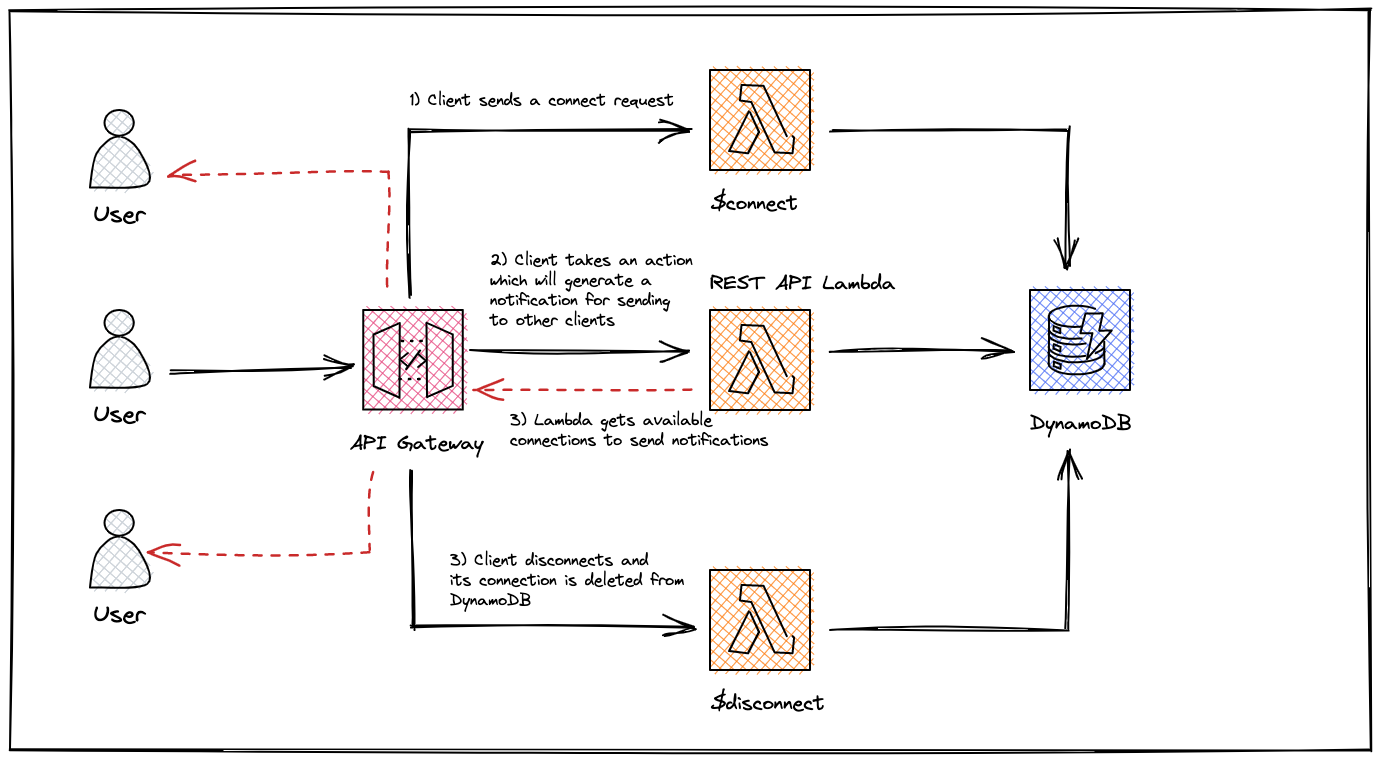 1) Client sends a connect request
User
$connect
2) Client takes an action
which will generate a
notification for sending
to other clients
REST API Lambda
User
API Gateway
3) Lambda gets available
connections to send notifications
DynamoDB
3) Client disconnects and
its connection is deleted from
DynamoDB
User
$disconnect